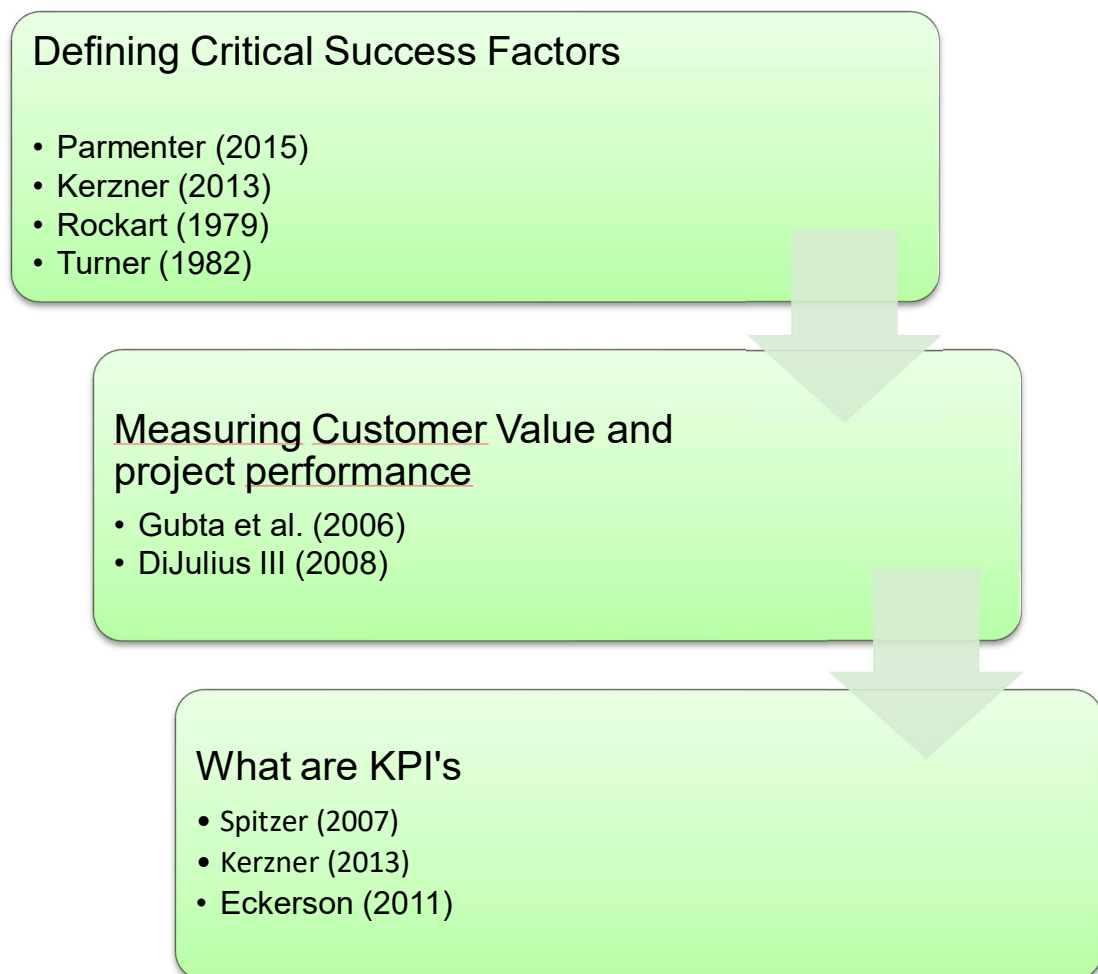 Defining Critical Success Factors
• Parmenter (2015)
• Kerzner (2013)
• Rockart (1979)
• Turner (1982)
Measuring Customer Value and
project performance
• Gubta et al. (2006)
• DiJulius III (2008)
What are KPI's
• Spitzer (2007)
• Kerzner (2013)
• Eckerson (2011)